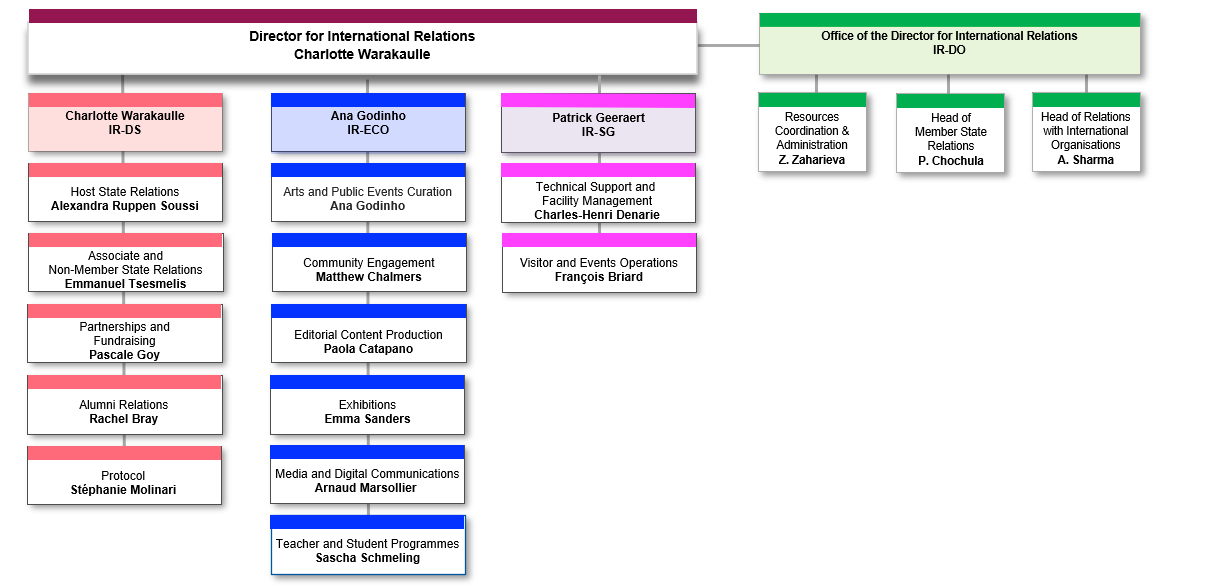 Director for International Relations
Charlotte Warakaulle
Office of the Director for International Relations
IR-DO
Charlotte Warakaulle
IR-DS
Host State Relations
Alexandra Ruppen Soussi
Associate and
Non-Member State Relations
Emmanuel Tsesmelis
Partnerships and
Fundraising
Pascale Goy
Alumni Relations
Rachel Bray
Protocol
Stéphanie Molinari
Ana Godinho
IR-ECO
Arts and Public Events Curation
Ana Godinho
Community Engagement
Matthew Chalmers
Editorial Content Production
Paola Catapano
Exhibitions
Emma Sanders
Media and Digital Communications
Arnaud Marsollier
Teacher and Student Programmes
Sascha Schmeling
Patrick Geeraert
IR-SG
Technical Support and
Facility Management
Charles-Henri Denarie
Visitor and Events Operations
François Briard
Resources
Coordination &
Administration
Z. Zaharieva
Head of
Member State
Relations
P. Chochula
Head of Relations
with International
Organisations
A. Sharma